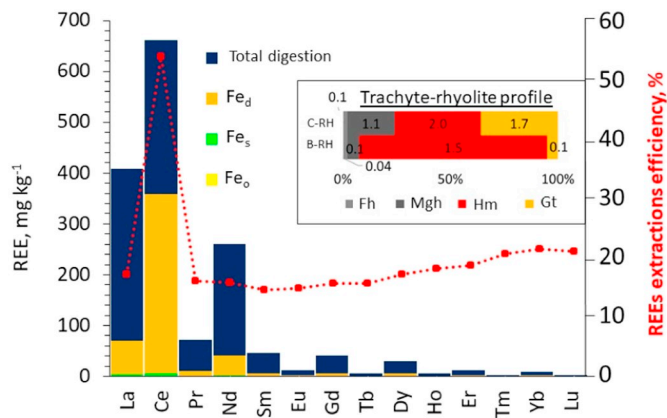 700
600
500
400
300
200
100
0
REE, mg kg-1
60
50
40
30
20
10
0
REEs extractions efficiency, %
Total digestion
Fed
Fes
Feo
Trachyte-rhyolite profile
0.1
C-RH 1.1 2.0 1.7
B-RH 0.1 1.5 0.1
0.04
0% 50% 100%
Fh Mgh Hm Gt
La Ce Pr Nd Sm Eu Gd Tb Dy Ho Er Tm Yb Lu